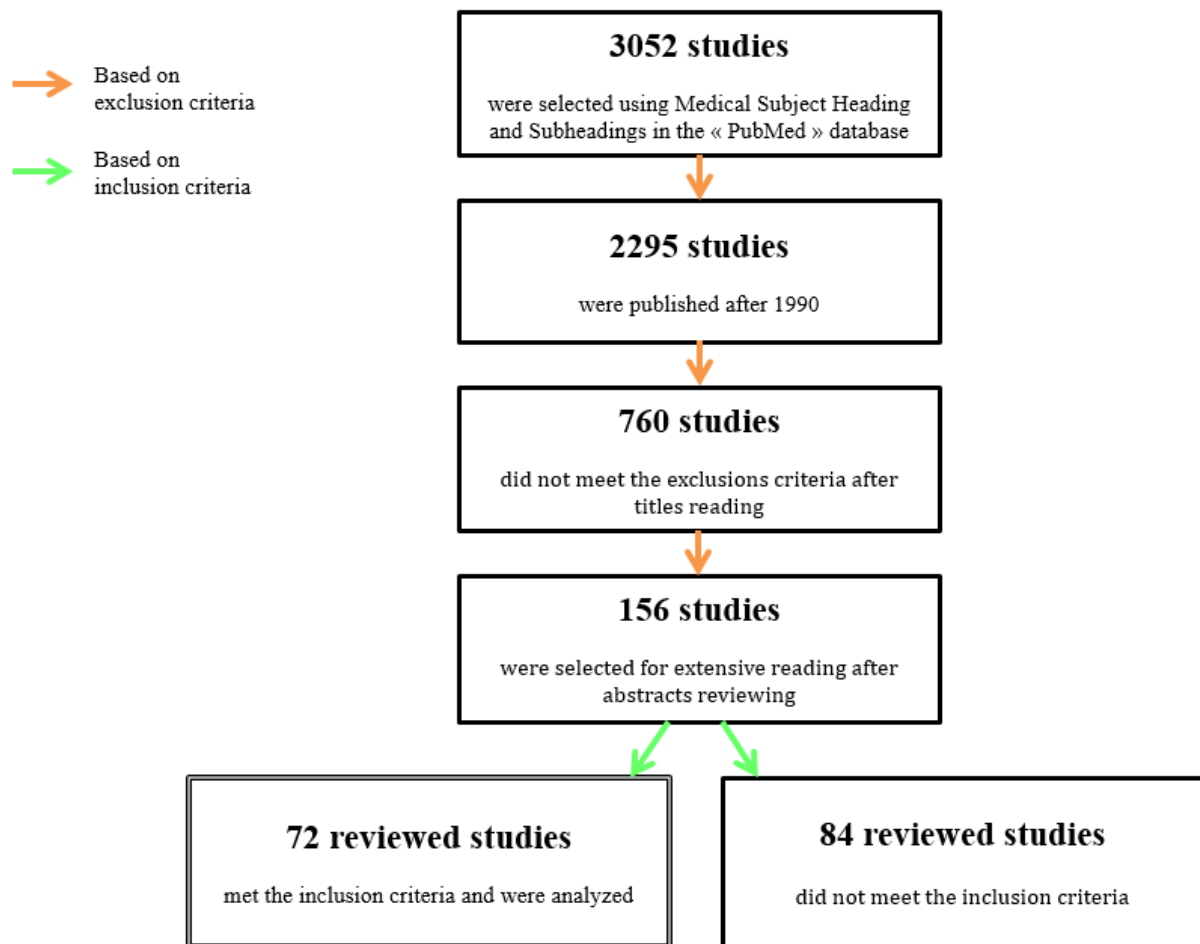 Based on
exclusion criteria
Based on
inclusion criteria
3052 studies
were selected using Medical Subject Heading
and Subheadings in the « PubMed » database
2295 studies
were published after 1990
760 studies
did not meet the exclusions criteria after
titles reading
156 studies
were selected for extensive reading after
abstracts reviewing
72 reviewed studies
met the inclusion criteria and were analyzed
84 reviewed studies
did not meet the inclusion criteria